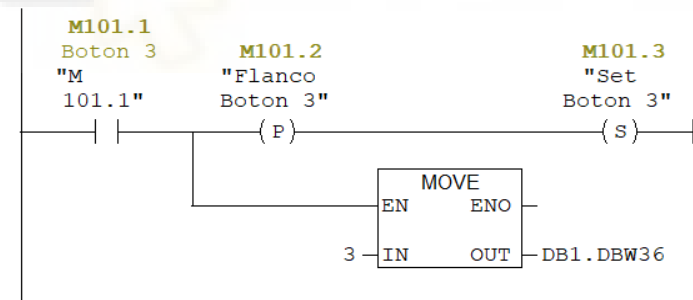 M101.1
Boton 3
"M
101.1"
M101.2
"Flanco
Boton 3"
( P )
M101.3
"Set
Boton 3"
( S )
MOVE
EN ENO
3 IN OUT DB1.DBW36